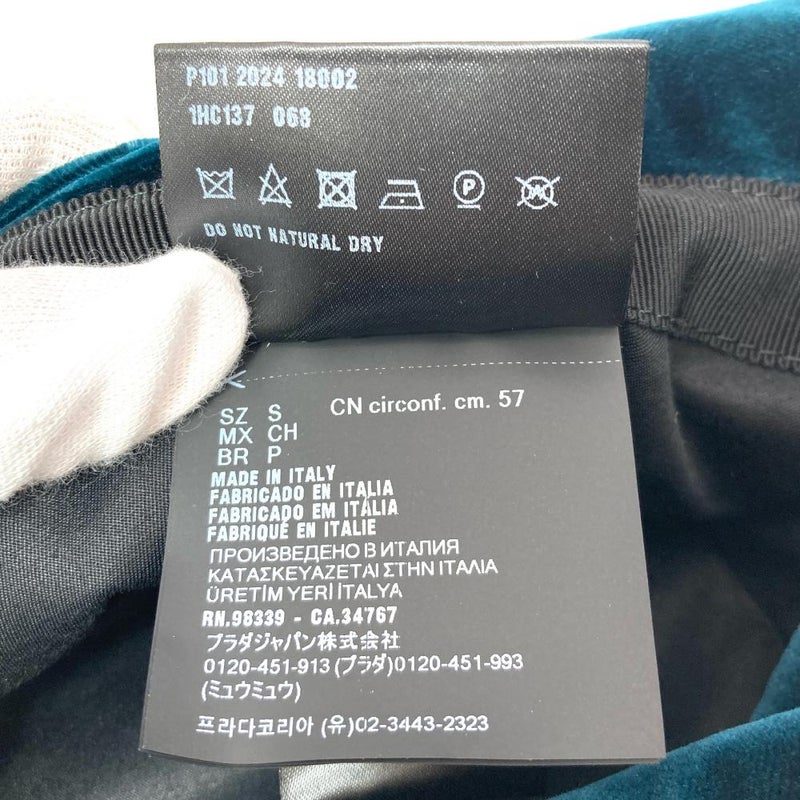 P101 2024 18002
1HC137 068
P
W
DO NOT NATURAL DRY
SZ S
CN circonf. cm. 57
MX CH
BR P
MADE IN ITALY
FABRICADO EN ITALIA
FABRICADO EM ITÁLIA
FABRIQUÉ EN ITALIE
ПРОИЗВЕДЕНО В ИТАЛИЯ
ΚΑΤΑΣΚΕΥΑΖΕΤΑΙ ΣΤΗΝ ΙΤΑΛΙΑ
ÜRETİM YERİ İTALYA
RN.98339 - CA.34767
プラダジャパン株式会社
0120-451-913 (プラダ)0120-451-993
(ミュウミュウ)
프라다코리아 (유)02-3443-2323